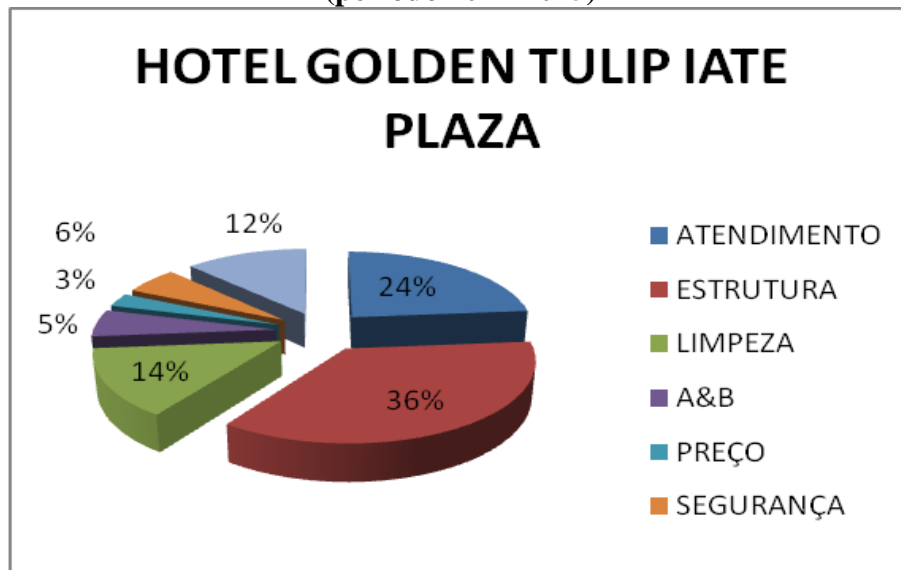 HOTEL GOLDEN TULIP IATE
PLAZA
6%
12%
3%
24%
5%
14%
36%
ATENDIMENTO
ESTRUTURA
LIMPEZA
A&B
PREÇO
SEGURANÇA